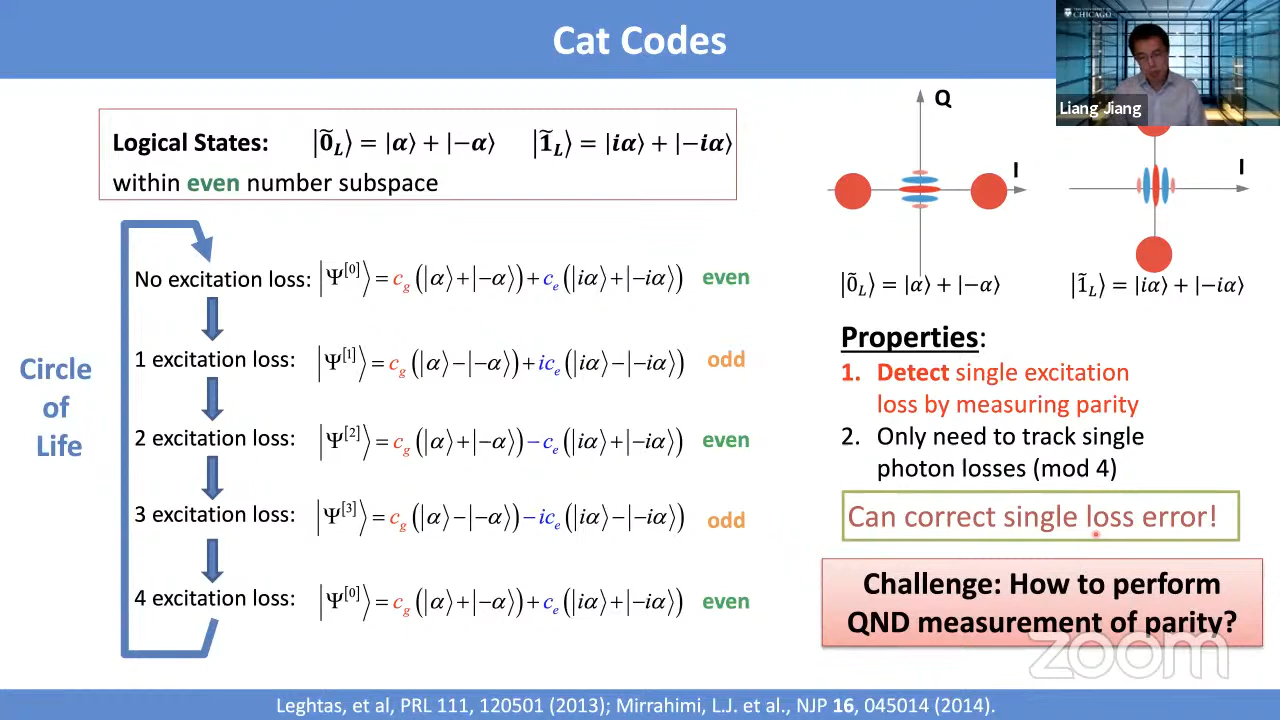 Cat Codes
THE UNIVERSITY OF
CHICAGO
Liang Jiang
Logical States: |0̃_L⟩ = |α⟩ + |−α⟩ |1̃_L⟩ = |iα⟩ + |−iα⟩
within even number subspace
Circle
of
Life
No excitation loss: |Ψ^[0]⟩ = c_g(|α⟩+|−α⟩)+c_e(|iα⟩+|−iα⟩) even
1 excitation loss: |Ψ^[1]⟩ = c_g(|α⟩−|−α⟩)+ic_e(|iα⟩−|−iα⟩) odd
2 excitation loss: |Ψ^[2]⟩ = c_g(|α⟩+|−α⟩)−c_e(|iα⟩+|−iα⟩) even
3 excitation loss: |Ψ^[3]⟩ = c_g(|α⟩−|−α⟩)−ic_e(|iα⟩−|−iα⟩) odd
4 excitation loss: |Ψ^[0]⟩ = c_g(|α⟩+|−α⟩)+c_e(|iα⟩+|−iα⟩) even
Q
I
I
|0̃_L⟩ = |α⟩ + |−α⟩
|1̃_L⟩ = |iα⟩ + |−iα⟩
Properties:
1. Detect single excitation
loss by measuring parity
2. Only need to track single
photon losses (mod 4)
Can correct single loss error!
Challenge: How to perform
QND measurement of parity?
zoom
Leghtas, et al, PRL 111, 120501 (2013); Mirrahimi, L.J. et al., NJP 16, 045014 (2014).